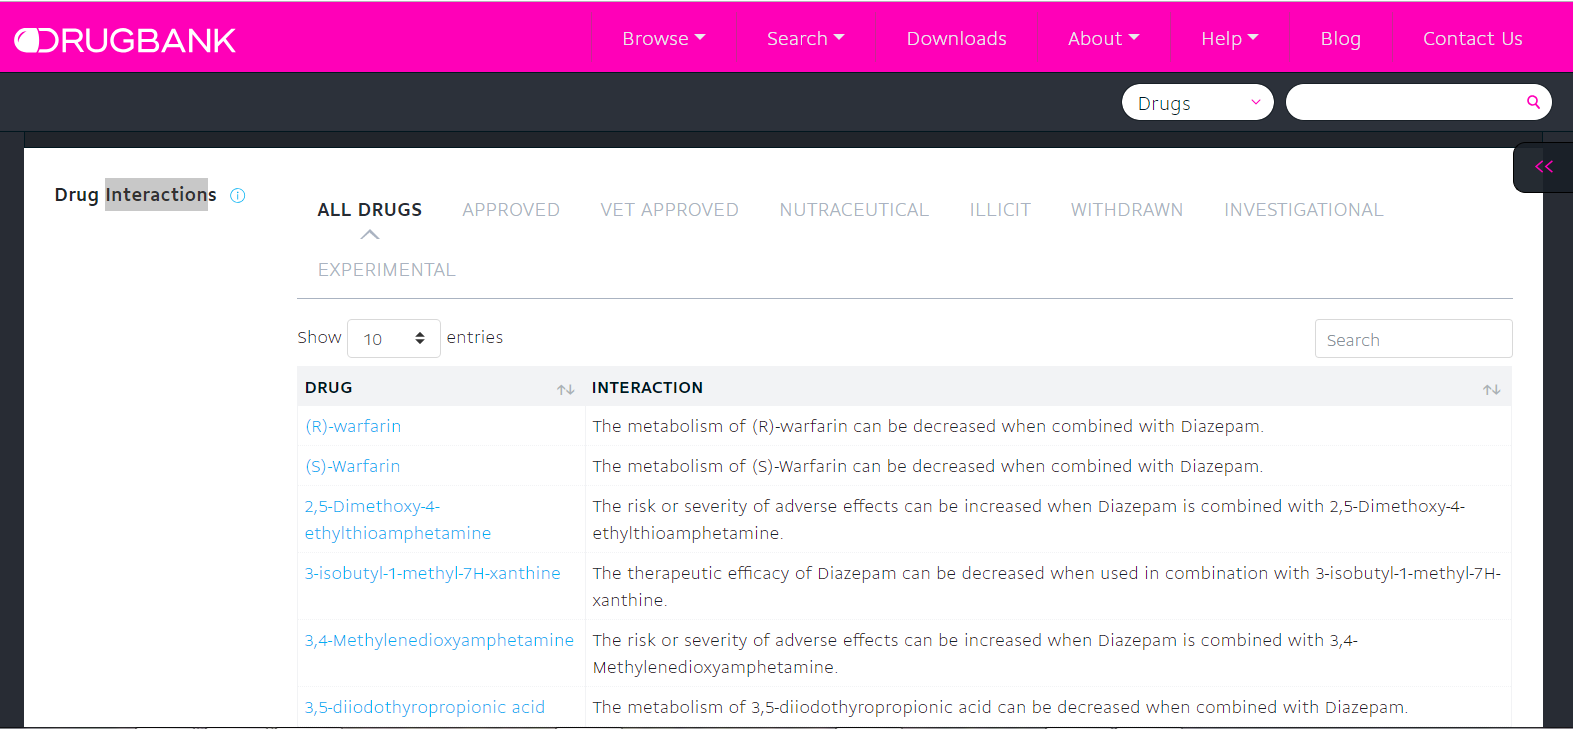 DRUGBANK
Browse Search Downloads About Help Blog Contact Us
Drugs
Drug Interactions
ALL DRUGS APPROVED VET APPROVED NUTRACEUTICAL ILLICIT WITHDRAWN INVESTIGATIONAL
EXPERIMENTAL
Show 10 entries Search
DRUG INTERACTION
(R)-warfarin The metabolism of (R)-warfarin can be decreased when combined with Diazepam.
(S)-Warfarin The metabolism of (S)-Warfarin can be decreased when combined with Diazepam.
2,5-Dimethoxy-4- The risk or severity of adverse effects can be increased when Diazepam is combined with 2,5-Dimethoxy-4-
ethylthioamphetamine ethylthioamphetamine.
3-isobutyl-1-methyl-7H-xanthine The therapeutic efficacy of Diazepam can be decreased when used in combination with 3-isobutyl-1-methyl-7H-
xanthine.
3,4-Methylenedioxyamphetamine The risk or severity of adverse effects can be increased when Diazepam is combined with 3,4-
Methylenedioxyamphetamine.
3,5-diiodothyropropionic acid The metabolism of 3,5-diiodothyropropionic acid can be decreased when combined with Diazepam.